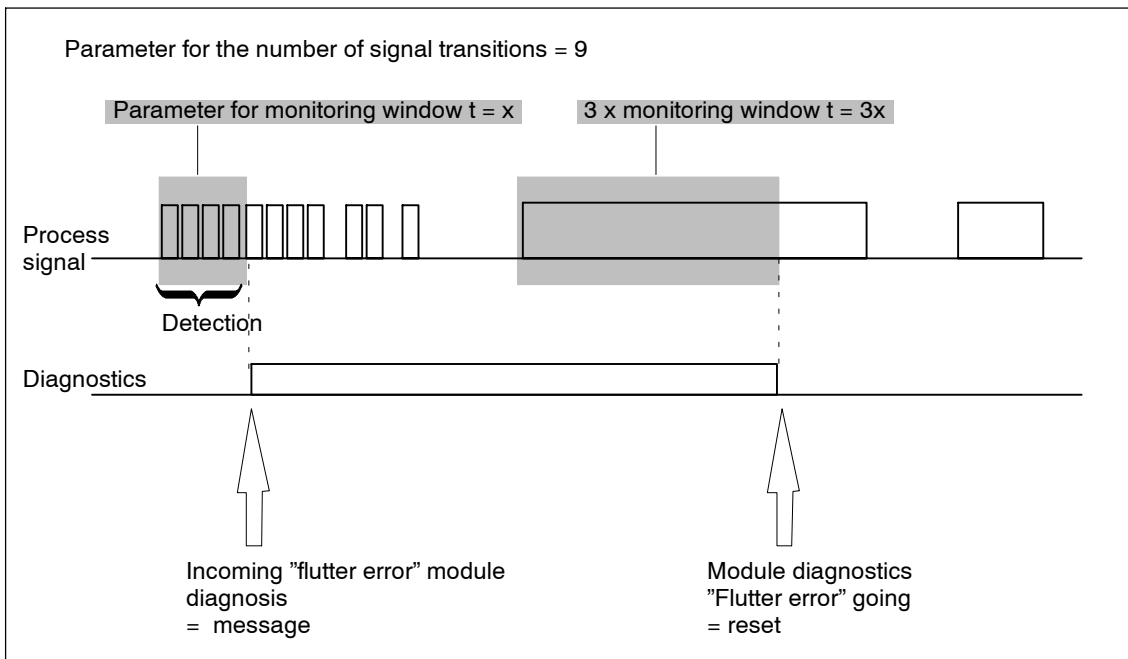 Parameter for the number of signal transitions = 9
Parameter for monitoring window t = x
3 x monitoring window t = 3x
Process
signal
Detection
Diagnostics
Incoming ”flutter error” module
diagnosis
= message
Module diagnostics
”Flutter error” going
= reset